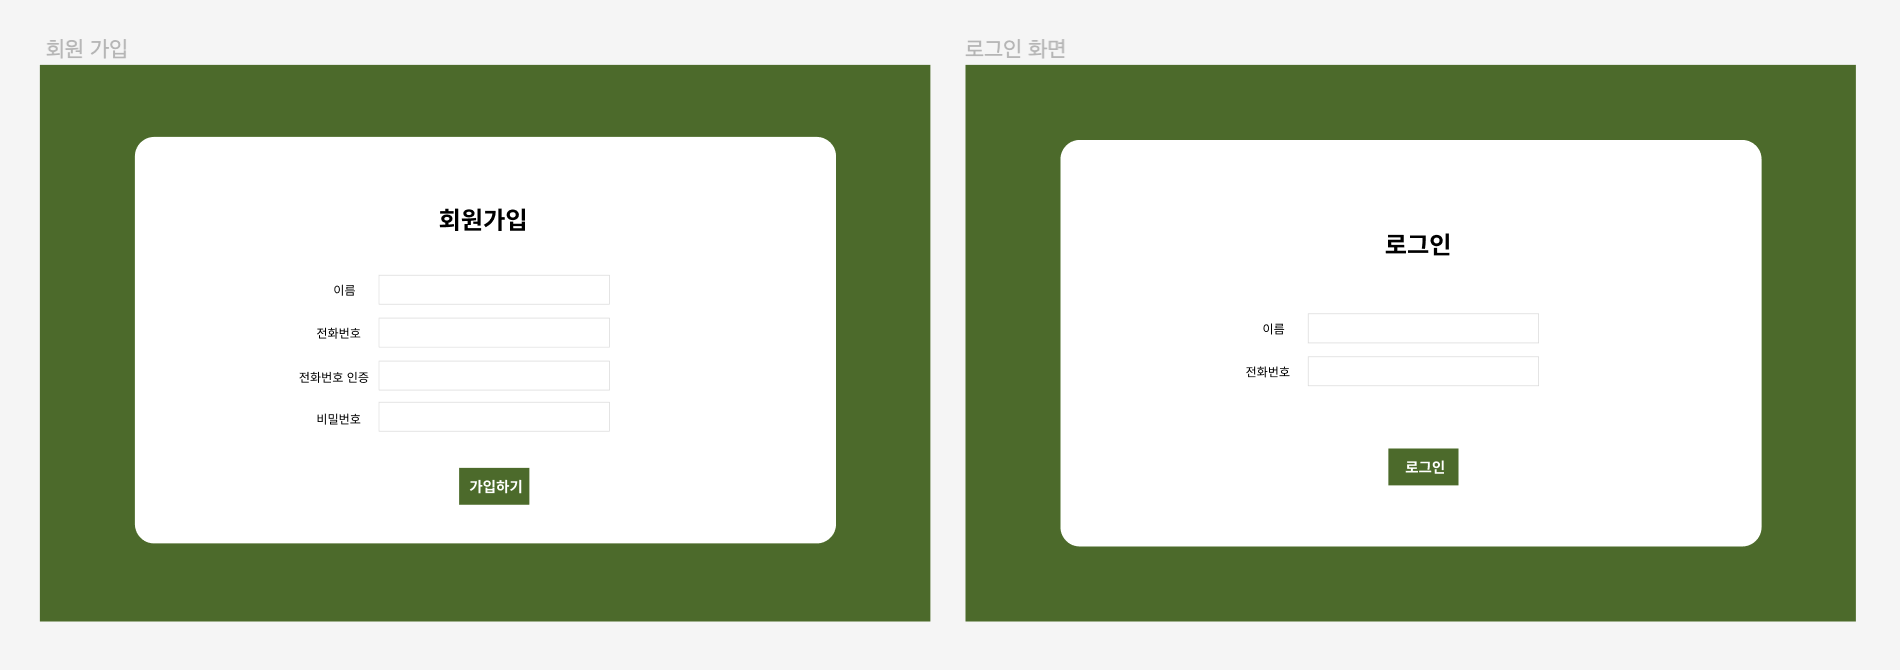 회원 가입
회원가입
이름
전화번호
전화번호 인증
비밀번호
가입하기
로그인 화면
로그인
이름
전화번호
로그인